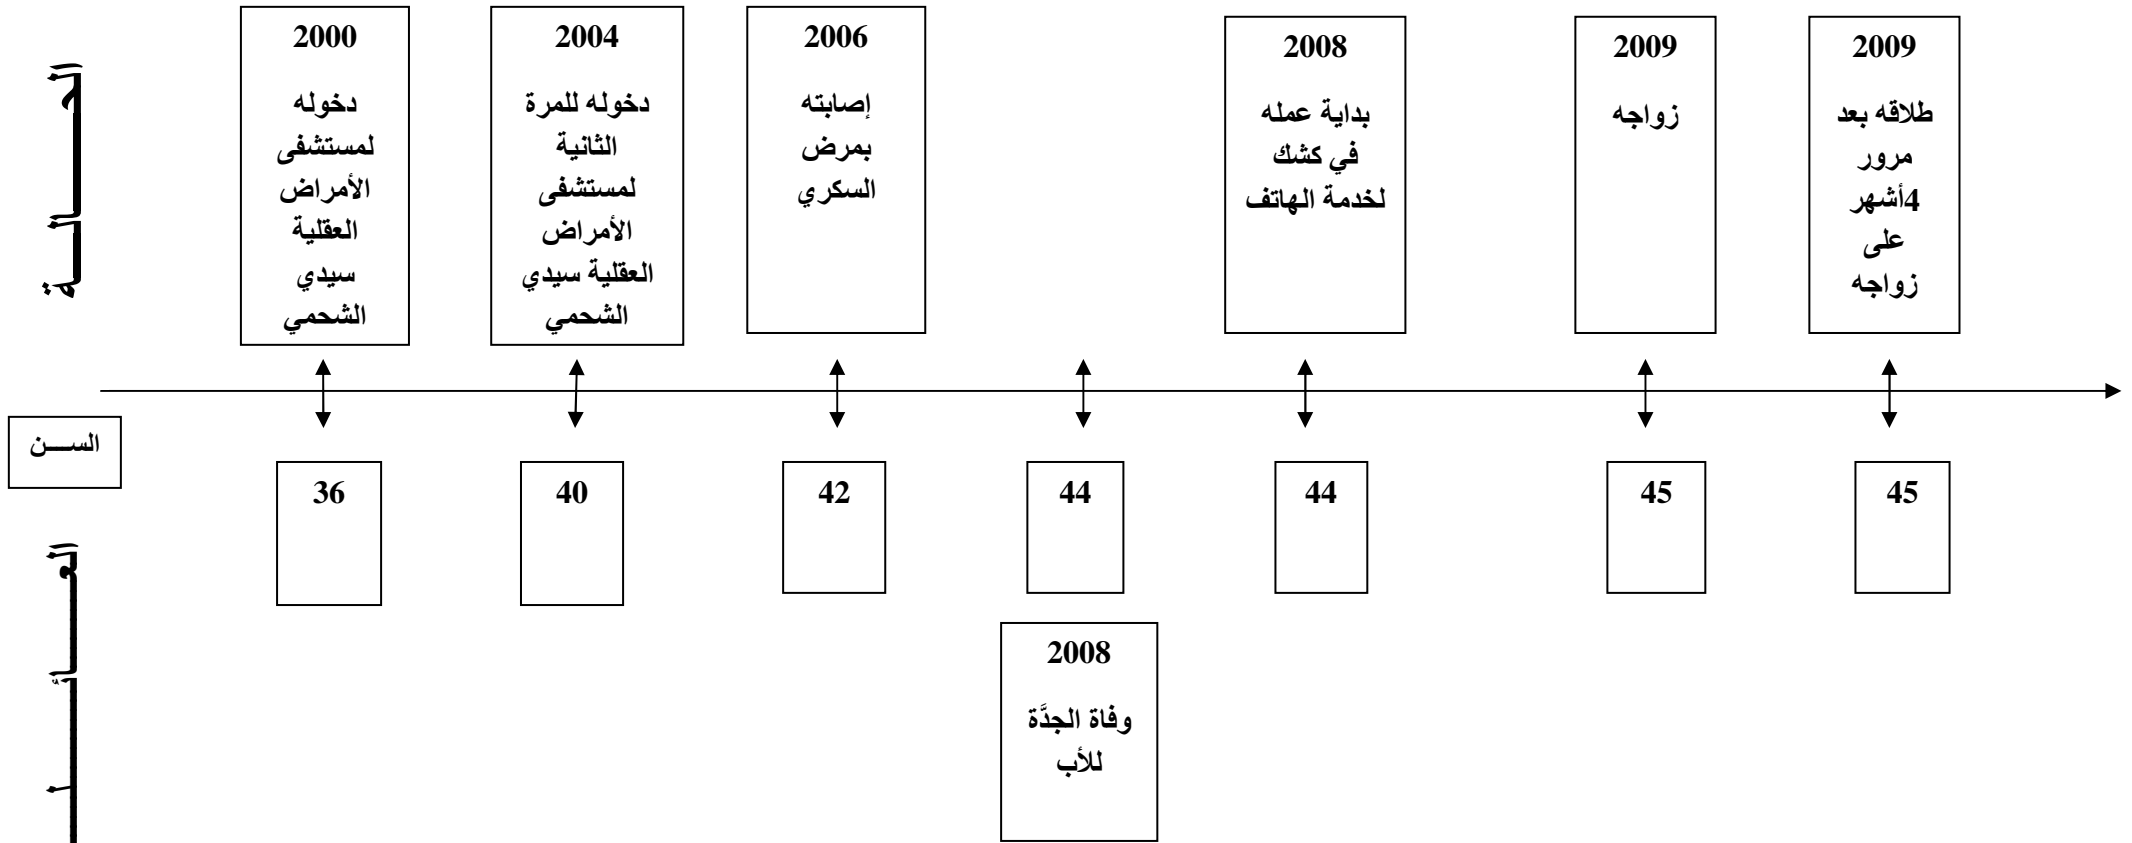 الحـــــالـــــة
2000
دخوله
لمستشفى
الأمراض
العقلية
سيدي
الشحمي
2004
دخوله للمرة
الثانية
لمستشفى
الأمراض
العقلية سيدي
الشحمي
2006
إصابته
بمرض
السكري
2008
بداية عمله
في كشك
لخدمة الهاتف
2009
زواجه
2009
طلاقه بعد
مرور
4أشهر
على
زواجه
الســـن
36
40
42
44
44
45
45
2008
وفاة الجدَّة
للأب